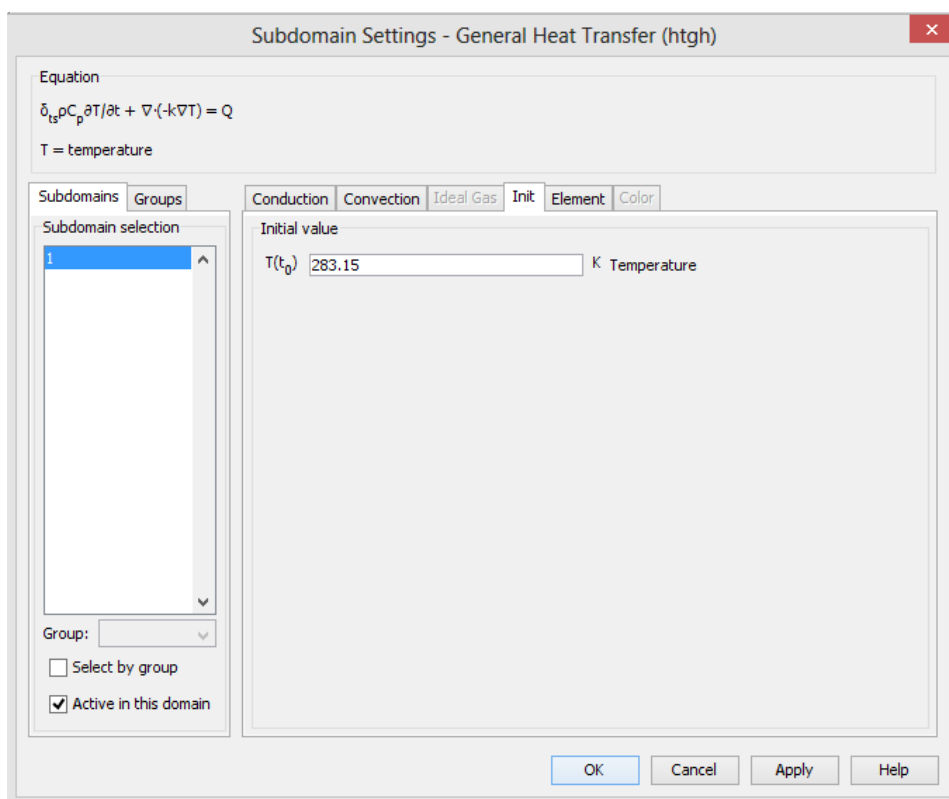 Subdomain Settings - General Heat Transfer (htgh)
Equation
δtsρCp∂T/∂t + ∇·(-k∇T) = Q
T = temperature
Subdomains Groups
Conduction Convection Ideal Gas Init Element Color
Subdomain selection
Initial value
1
T(t0) 283.15 K Temperature
Group:
Select by group
Active in this domain
OK Cancel Apply Help